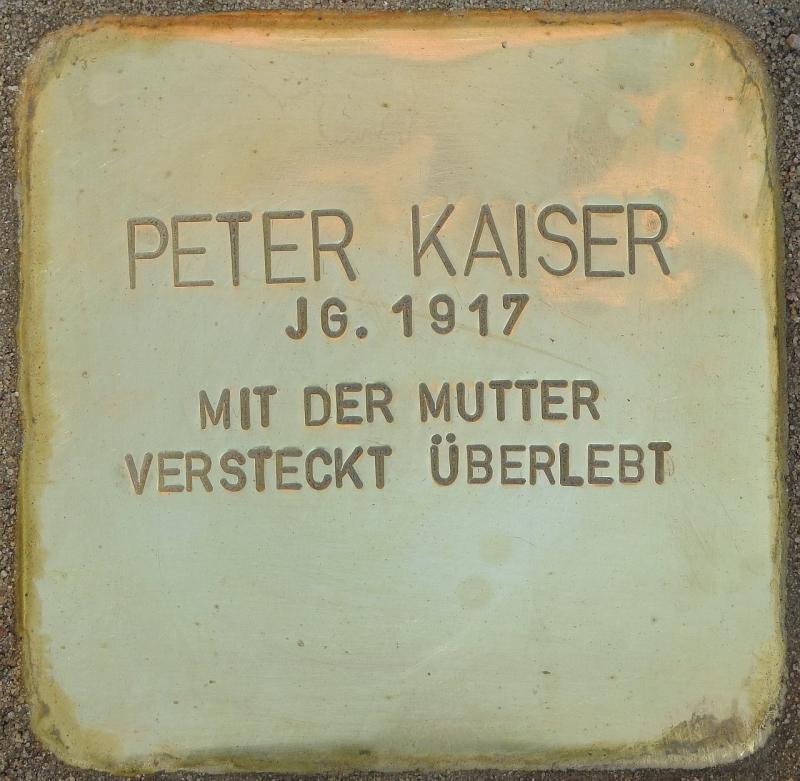 PETER KAISER
JG. 1917
MIT DER MUTTER
VERSTECKT ÜBERLEBT